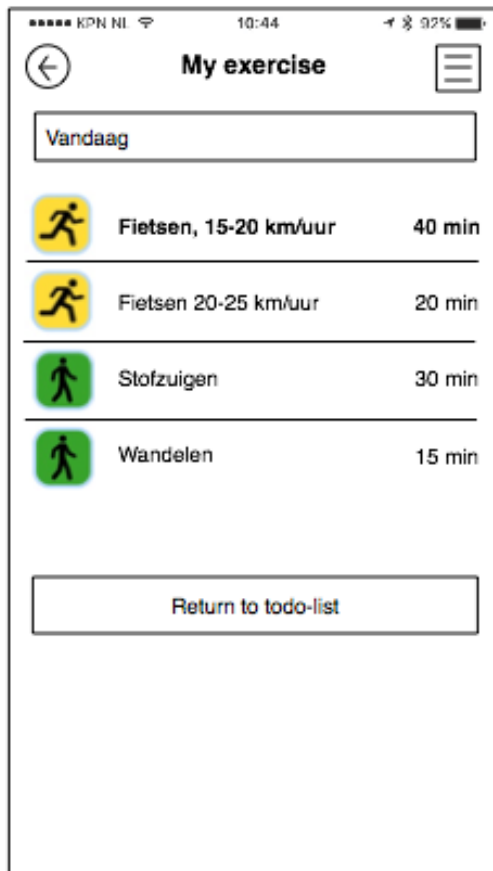 KPN NL 10:44 92%
My exercise
Vandaag
Fietsen, 15-20 km/uur 40 min
Fietsen 20-25 km/uur 20 min
Stofzuigen 30 min
Wandelen 15 min
Return to todo-list